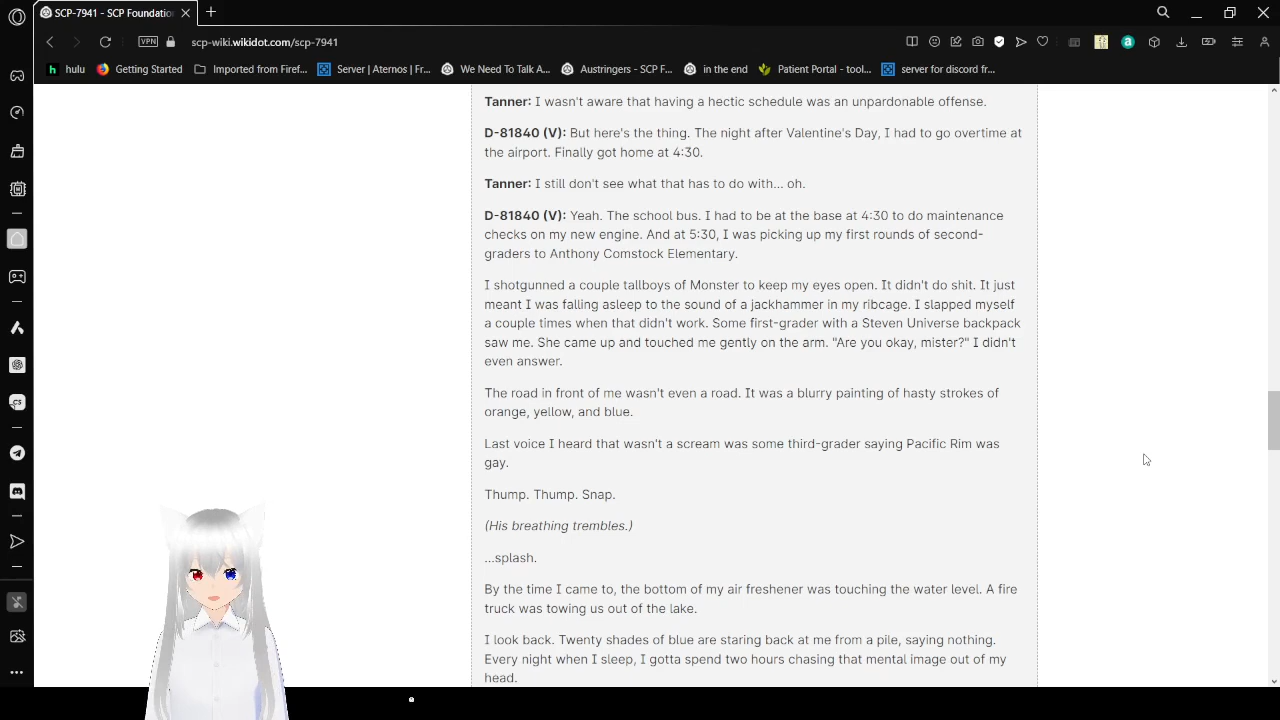 SCP-7941 - SCP Foundatio
VPN
scp-wiki.wikidot.com/scp-7941
hulu
Getting Started
Imported from Firef...
Server | Aternos | Fr...
We Need To Talk A...
Austringers - SCP F...
in the end
Patient Portal - tool...
server for discord fr...
Tanner: I wasn't aware that having a hectic schedule was an unpardonable offense.
D-81840 (V): But here's the thing. The night after Valentine's Day, I had to go overtime at
the airport. Finally got home at 4:30.
Tanner: I still don't see what that has to do with... oh.
D-81840 (V): Yeah. The school bus. I had to be at the base at 4:30 to do maintenance
checks on my new engine. And at 5:30, I was picking up my first rounds of second-
graders to Anthony Comstock Elementary.
I shotgunned a couple tallboys of Monster to keep my eyes open. It didn't do shit. It just
meant I was falling asleep to the sound of a jackhammer in my ribcage. I slapped myself
a couple times when that didn't work. Some first-grader with a Steven Universe backpack
saw me. She came up and touched me gently on the arm. "Are you okay, mister?" I didn't
even answer.
The road in front of me wasn't even a road. It was a blurry painting of hasty strokes of
orange, yellow, and blue.
Last voice I heard that wasn't a scream was some third-grader saying Pacific Rim was
gay.
Thump. Thump. Snap.
(His breathing trembles.)
...splash.
By the time I came to, the bottom of my air freshener was touching the water level. A fire
truck was towing us out of the lake.
I look back. Twenty shades of blue are staring back at me from a pile, saying nothing.
Every night when I sleep, I gotta spend two hours chasing that mental image out of my
head.